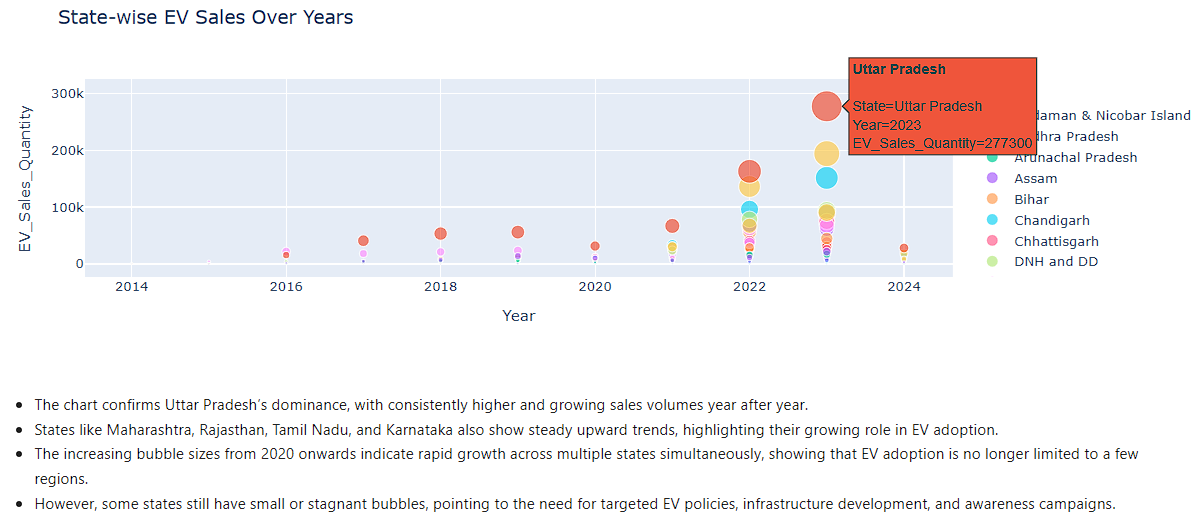 State-wise EV Sales Over Years
Uttar Pradesh
State=Uttar Pradesh
Year=2023
EV_Sales_Quantity=277300
300k
200k
100k
0
EV_Sales_Quantity
2014 2016 2018 2020 2022 2024
Year
daman & Nicobar Island
dhra Pradesh
Arunachal Pradesh
Assam
Bihar
Chandigarh
Chhattisgarh
DNH and DD
• The chart confirms Uttar Pradesh’s dominance, with consistently higher and growing sales volumes year after year.
• States like Maharashtra, Rajasthan, Tamil Nadu, and Karnataka also show steady upward trends, highlighting their growing role in EV adoption.
• The increasing bubble sizes from 2020 onwards indicate rapid growth across multiple states simultaneously, showing that EV adoption is no longer limited to a few
regions.
• However, some states still have small or stagnant bubbles, pointing to the need for targeted EV policies, infrastructure development, and awareness campaigns.